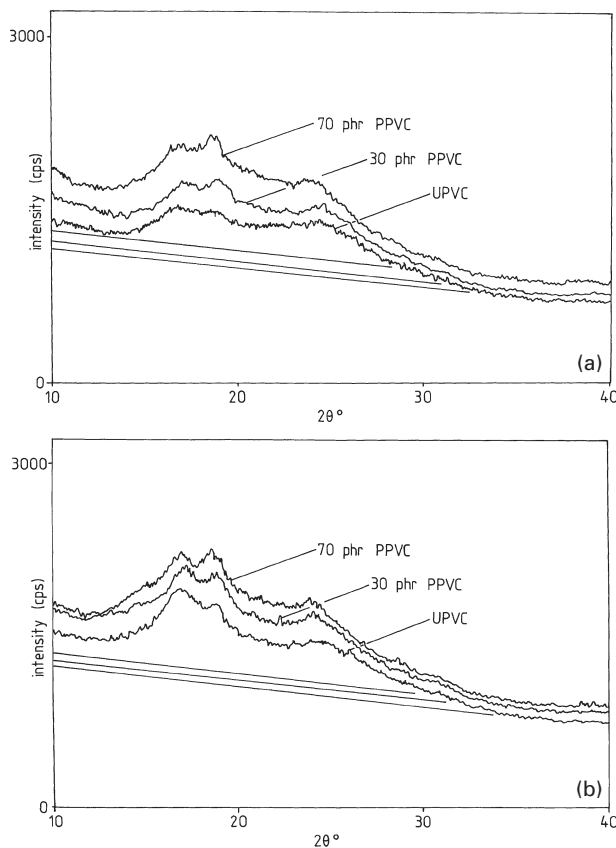 3000
70 phr PPVC
30 phr PPVC
UPVC
intensity (cps)
(a)
0
10 20 30 40
2θ°
3000
70 phr PPVC
30 phr PPVC
UPVC
intensity (cps)
(b)
0
10 20 30 40
2θ°